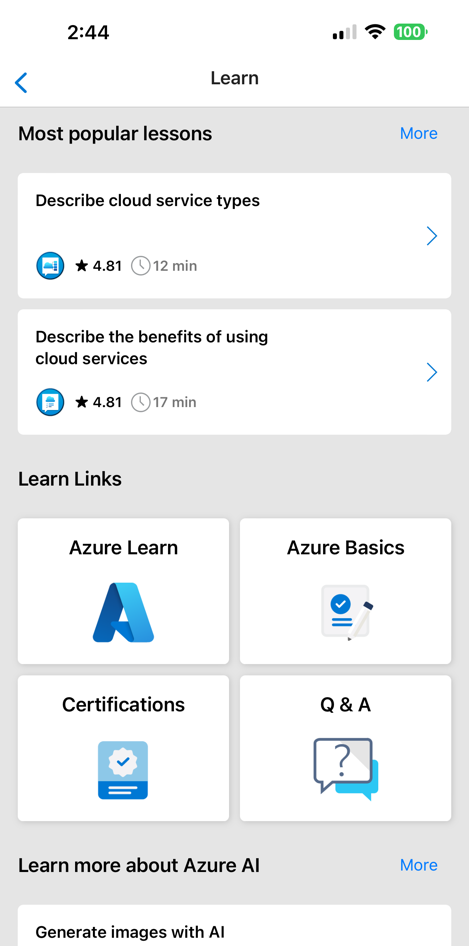 2:44
100
Learn
Most popular lessons
More
Describe cloud service types
★ 4.81 12 min
Describe the benefits of using
cloud services
★ 4.81 17 min
Learn Links
Azure Learn
Azure Basics
Certifications
Q & A
?
Learn more about Azure AI
More
Generate images with AI